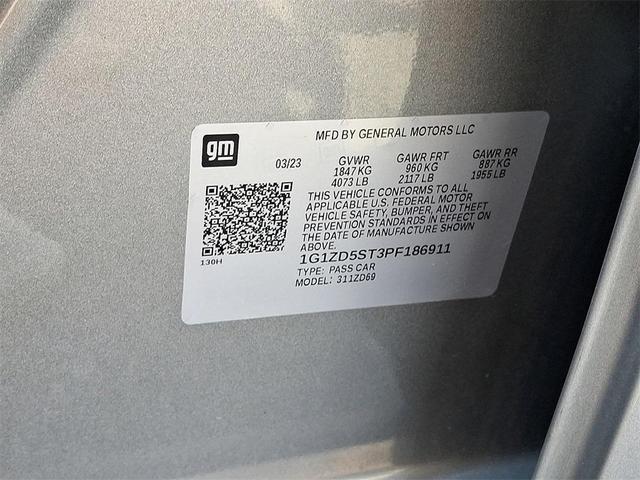 gm
MFD BY GENERAL MOTORS LLC
03/23 GVWR GAWR FRT GAWR RR
1847 KG 960 KG 887 KG
4073 LB 2117 LB 1955 LB
THIS VEHICLE CONFORMS TO ALL
APPLICABLE U.S. FEDERAL MOTOR
VEHICLE SAFETY, BUMPER, AND THEFT
PREVENTION STANDARDS IN EFFECT ON
THE DATE OF MANUFACTURE SHOWN
ABOVE.
130H
1G1ZD5ST3PF186911
TYPE: PASS CAR
MODEL: 311ZD69